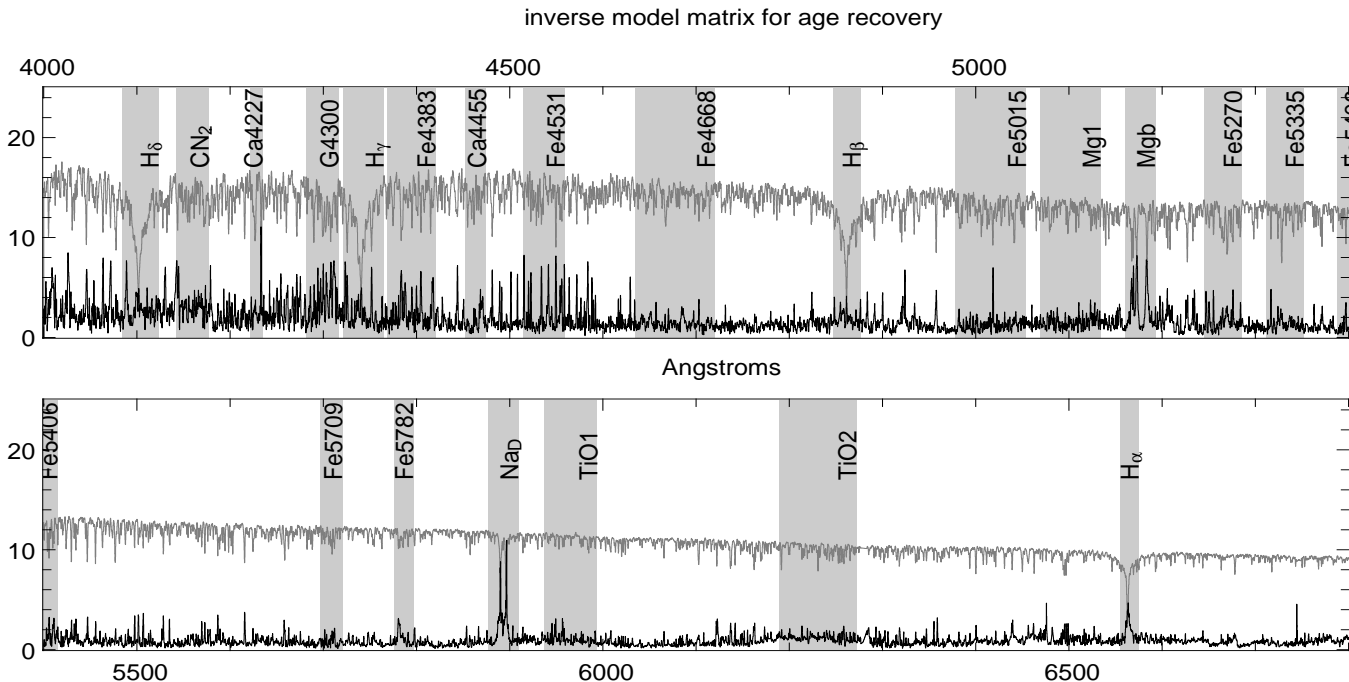 inverse model matrix for age recovery
4000 4500 5000
20
10
0
Hδ
CN₂
Ca4227
G4300
Hγ
Fe4383
Ca4455
Fe4531
Fe4668
Hβ
Fe5015
Mg1
Mgb
Fe5270
Fe5335
Angstroms
20
10
0
Fe5406
Fe5709
Fe5782
NaD
TiO1
TiO2
Hα
5500 6000 6500